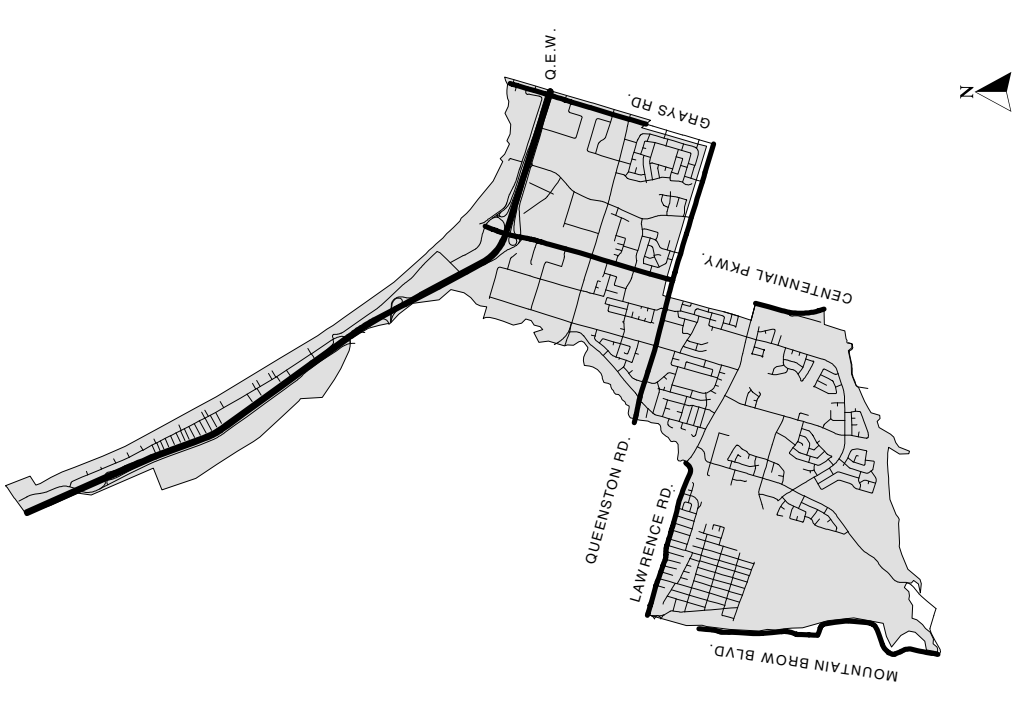 Q.E.W.
GRAYS RD.
N
CENTENNIAL PKWY.
QUEENSTON RD.
LAWRENCE RD.
MOUNTAIN BROW BLVD.